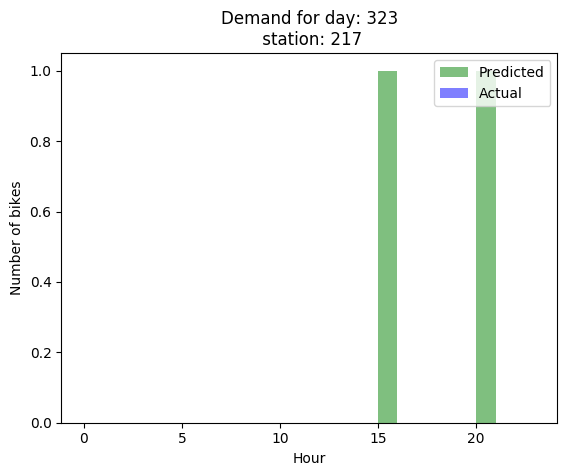 Demand for day: 323
station: 217
Predicted
Actual
1.0
0.8
0.6
0.4
0.2
0.0
Number of bikes
0 5 10 15 20
Hour